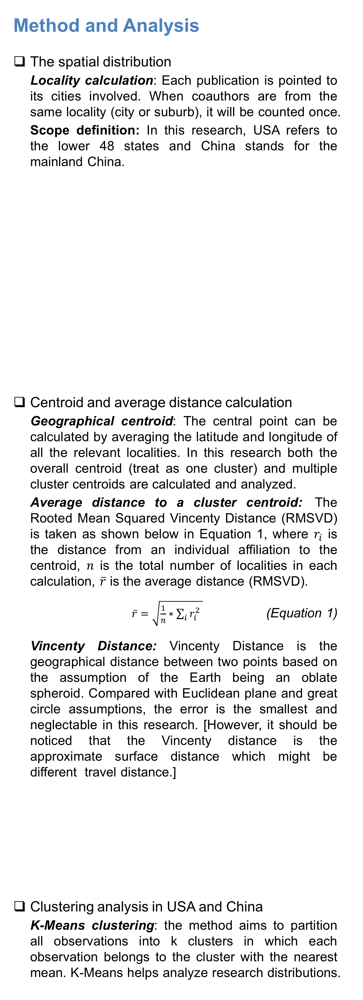 Method and Analysis
❑ The spatial distribution
Locality calculation: Each publication is pointed to
its cities involved. When coauthors are from the
same locality (city or suburb), it will be counted once.
Scope definition: In this research, USA refers to
the lower 48 states and China stands for the
mainland China.
❑ Centroid and average distance calculation
Geographical centroid: The central point can be
calculated by averaging the latitude and longitude of
all the relevant localities. In this research both the
overall centroid (treat as one cluster) and multiple
cluster centroids are calculated and analyzed.
Average distance to a cluster centroid: The
Rooted Mean Squared Vincenty Distance (RMSVD)
is taken as shown below in Equation 1, where rᵢ is
the distance from an individual affiliation to the
centroid, n is the total number of localities in each
calculation, r̄ is the average distance (RMSVD).
r̄ = √(1/n * ∑ᵢ rᵢ²) (Equation 1)
Vincenty Distance: Vincenty Distance is the
geographical distance between two points based on
the assumption of the Earth being an oblate
spheroid. Compared with Euclidean plane and great
circle assumptions, the error is the smallest and
neglectable in this research. [However, it should be
noticed that the Vincenty distance is the
approximate surface distance which might be
different travel distance.]
❑ Clustering analysis in USA and China
K-Means clustering: the method aims to partition
all observations into k clusters in which each
observation belongs to the cluster with the nearest
mean. K-Means helps analyze research distributions.